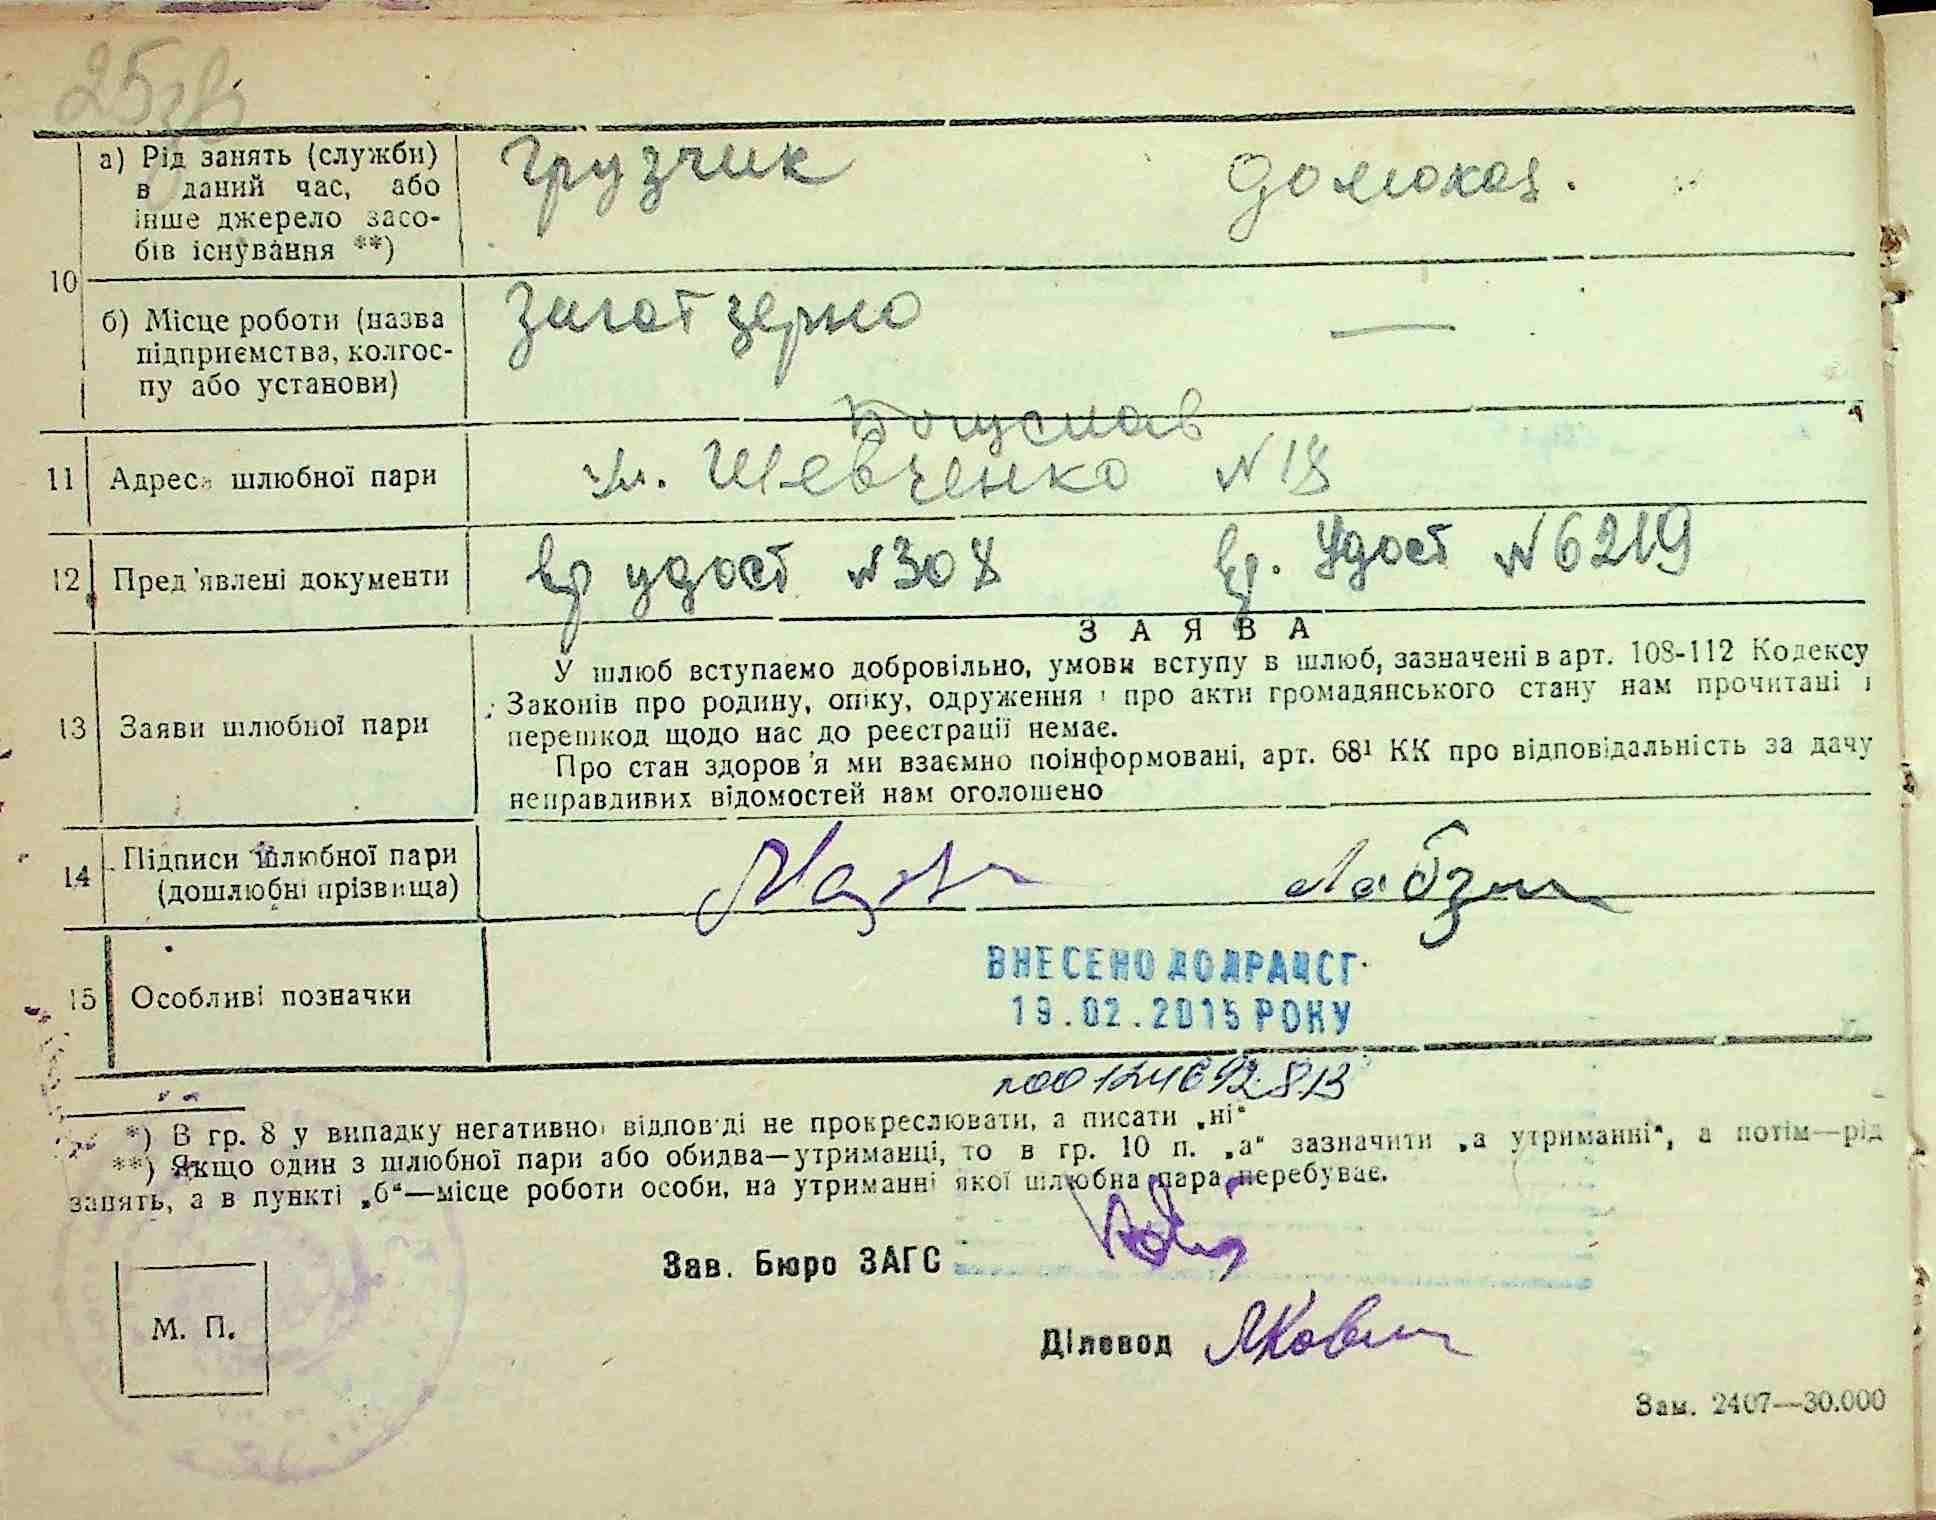 25зв
10
а) Рід занять (служби)
в даний час, або
інше джерело засо-
бів існування **)
грузчик
домохоз.
б) Місце роботи (назва
підприємства, колгос-
пу або установи)
Заготзерно
—
11
Адреса шлюбної пари
Богуслав
ул. Шевченко №18
12
Пред'явлені документи
вр удост №308
вр. удост №6219
13
Заяви шлюбної пари
ЗАЯВА
У шлюб вступаємо добровільно, умови вступу в шлюб, зазначені в арт. 108-112 Кодексу
Законів про родину, опіку, одруження і про акти громадянського стану нам прочитані і
перешкод щодо нас до реєстрації немає.
Про стан здоров'я ми взаємно поінформовані, арт. 68¹ КК про відповідальність за дачу
неправдивих відомостей нам оголошено
14
Підписи шлюбної пари
(дошлюбні прізвища)
15
Особливі позначки
ВНЕСЕНО ДО ДРАЦСГ
19.02.2015 РОКУ
*) В гр. 8 у випадку негативної відповіді не прокреслювати, а писати „ні“
**) Якщо один з шлюбної пари або обидва—утриманці, то в гр. 10 п. „а“ зазначити „а утриманні“, а потім—рід
занять, а в пункті „б“—місце роботи особи, на утриманні якої шлюбна пара перебуває.
Зав. Бюро ЗАГС
Діловод
М. П.
Зам. 2407—30.000